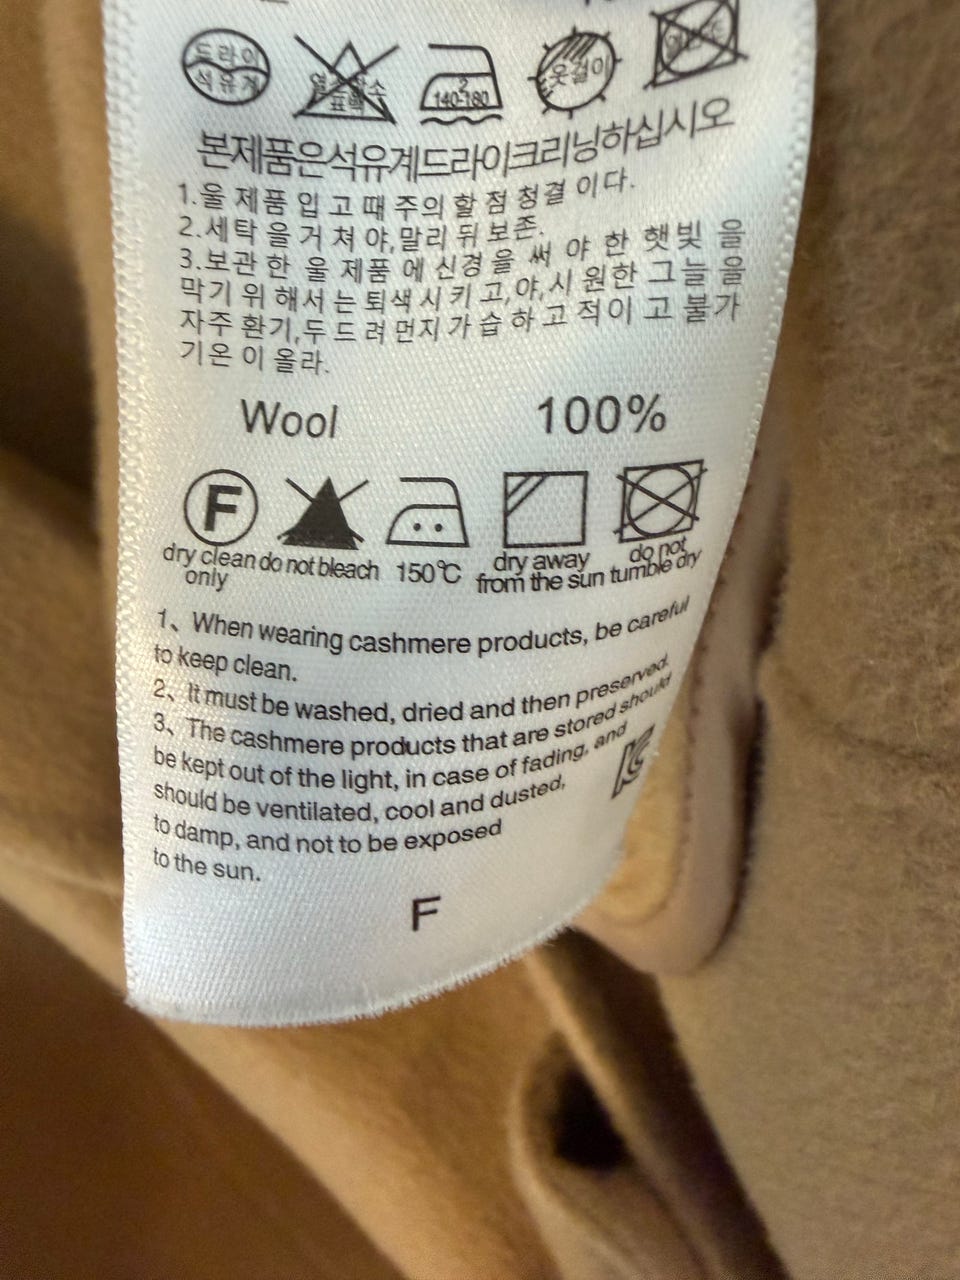 드라이
석유계
염소
표백
2
140-180
옷걸이
본제품은석유계드라이크리닝하십시오
1.울 제품 입 고 때 주의 할 점 청결 이다.
2.세탁 을 거 쳐 야,말리 뒤 보존.
3.보관 한 울 제품 에 신경 을 써 야 한 햇빛 을
막기 위 해서 는 퇴색 시 키 고,야,시 원한 그늘 을
자주 환기,두 드 려 먼지 가 습 하 고 적이 고 불가
기온 이 올라.
Wool 100%
F
dry clean only do not bleach 150℃ dry away from the sun do not tumble dry
1、When wearing cashmere products, be careful
to keep clean.
2、It must be washed, dried and then preserved.
3、The cashmere products that are stored should
be kept out of the light, in case of fading, and
should be ventilated, cool and dusted,
to damp, and not to be exposed
to the sun.
F